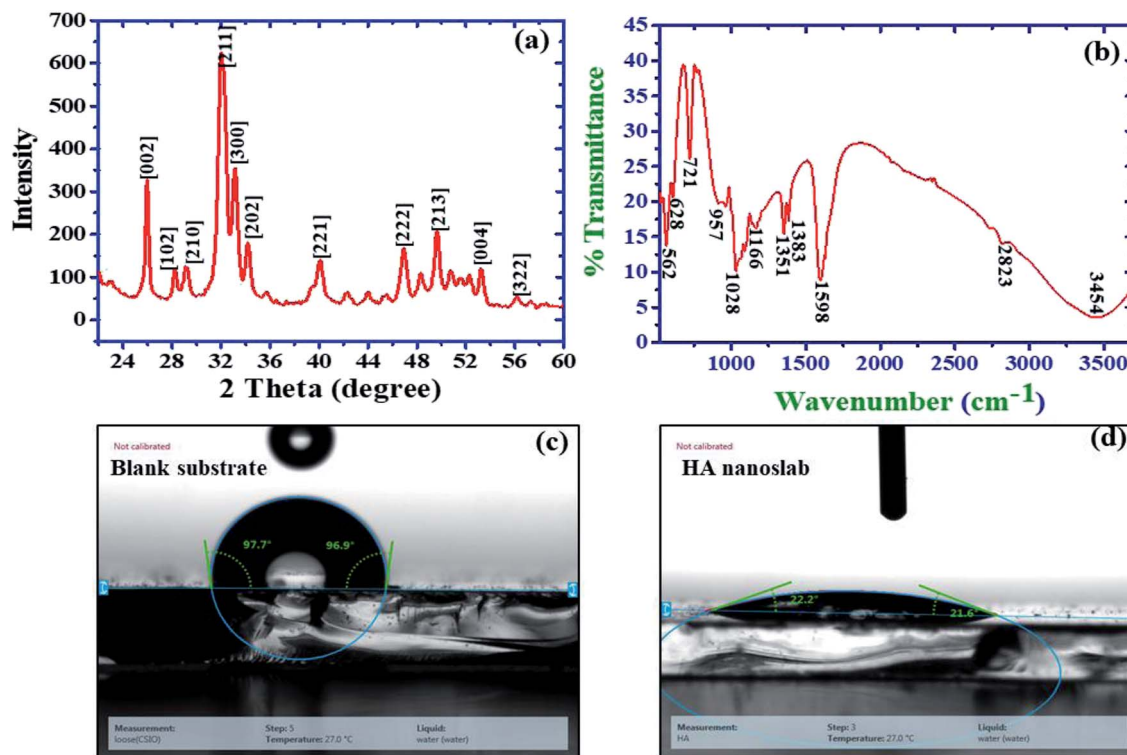 (a)
700
600
500
400
300
200
100
0
Intensity
[002]
[102]
[210]
[211]
[300]
[202]
[221]
[222]
[213]
[004]
[322]
24 28 32 36 40 44 48 52 56 60
2 Theta (degree)
(b)
45
40
35
30
25
20
15
10
5
0
% Transmittance
562
628
721
957
1028
1166
1351
1383
1598
2823
3454
1000 1500 2000 2500 3000 3500
Wavenumber (cm-1)
(c)
Not calibrated
Blank substrate
97.7° 96.9°
Measurement: Step: 5 Liquid:
loose(CSIO) Temperature: 27.0 °C water (water)
(d)
Not calibrated
HA nanoslab
22.2° 21.6°
Measurement: Step: 3 Liquid:
HA Temperature: 27.0 °C water (water)